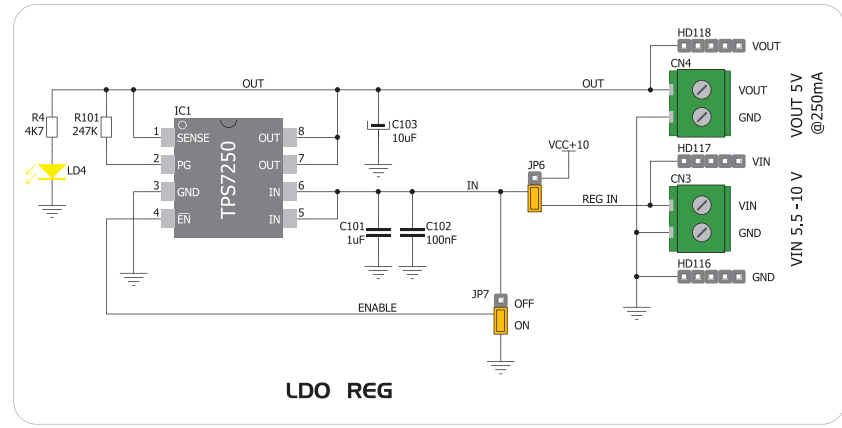 HD118
VOUT
CN4
OUT
OUT
VOUT
GND
VOUT 5V
@250mA
R4
4K7
R101
247K
IC1
1
SENSE
OUT
8
C103
10uF
2
PG
OUT
7
LD4
3
GND
IN
6
4
EN
IN
5
TPS7250
VCC+10
JP6
IN
REG IN
HD117
VIN
CN3
VIN
GND
VIN 5.5 -10 V
C101
1uF
C102
100nF
HD116
GND
JP7
OFF
ON
ENABLE
LDO REG